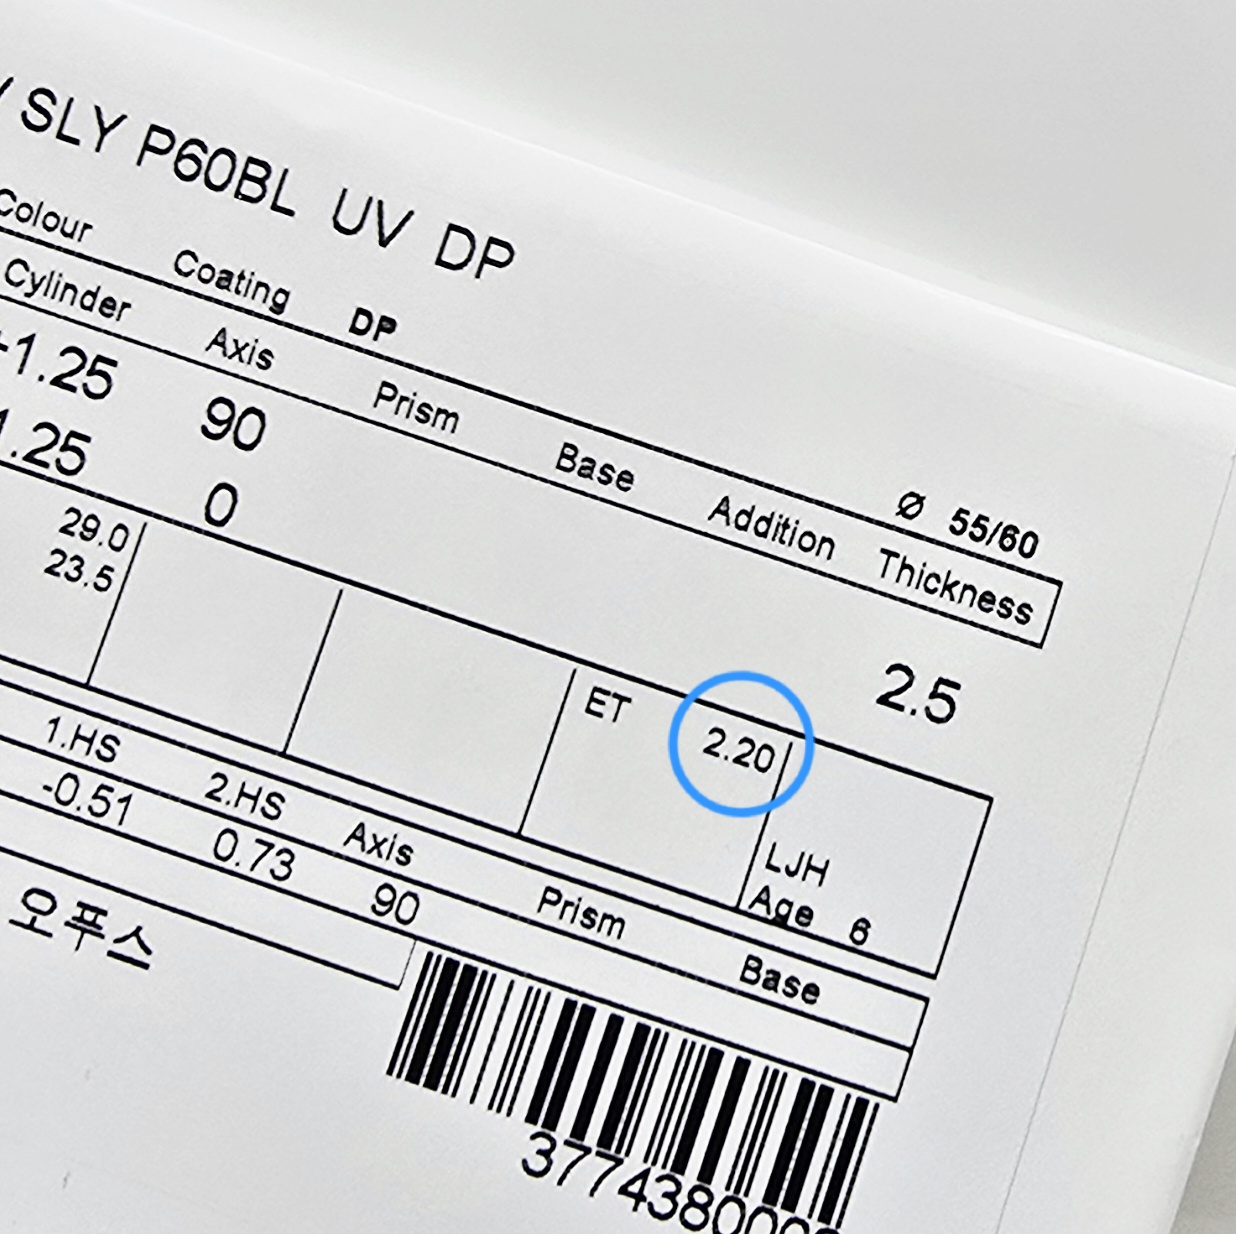 SLY P60BL UV DP
Colour Coating DP Ø 55/60
Cylinder Axis Prism Base Addition Thickness
1.25 90 2.5
1.25 0
29.0 ET 2.20
23.5
LJH
Age 6
1.HS 2.HS Axis Prism Base
-0.51 0.73 90
오푸스
37743800